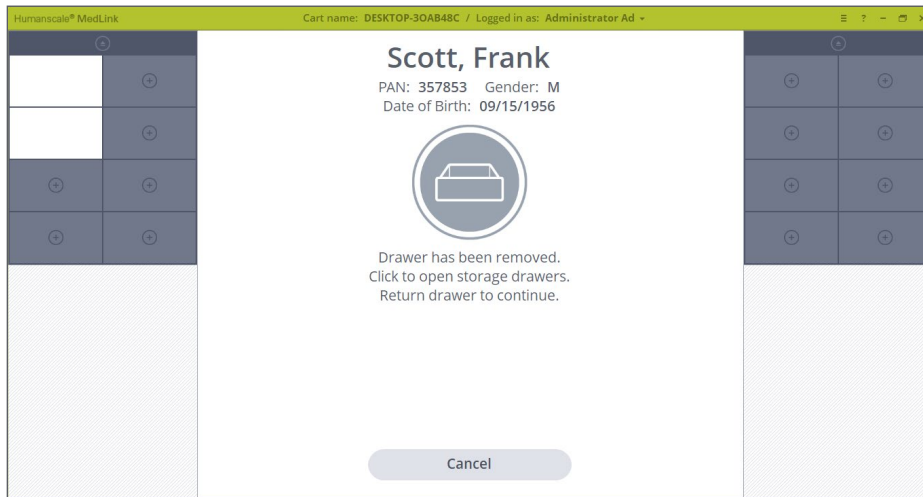 Humanscale® MedLink
Cart name: DESKTOP-3OAB48C / Logged in as: Administrator Ad
Scott, Frank
PAN: 357853 Gender: M
Date of Birth: 09/15/1956
Drawer has been removed.
Click to open storage drawers.
Return drawer to continue.
Cancel